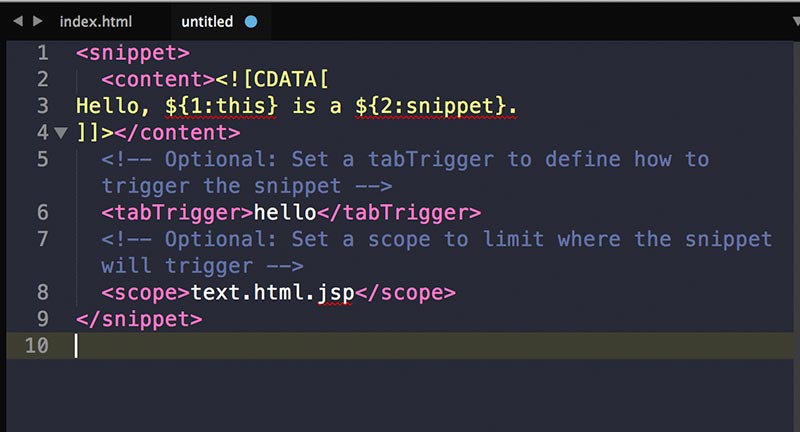 index.html untitled
1 <snippet>
2 <content><![CDATA[
3 Hello, ${1:this} is a ${2:snippet}.
4 ]]></content>
5 <!-- Optional: Set a tabTrigger to define how to
trigger the snippet -->
6 <tabTrigger>hello</tabTrigger>
7 <!-- Optional: Set a scope to limit where the snippet
will trigger -->
8 <scope>text.html.jsp</scope>
9 </snippet>
10